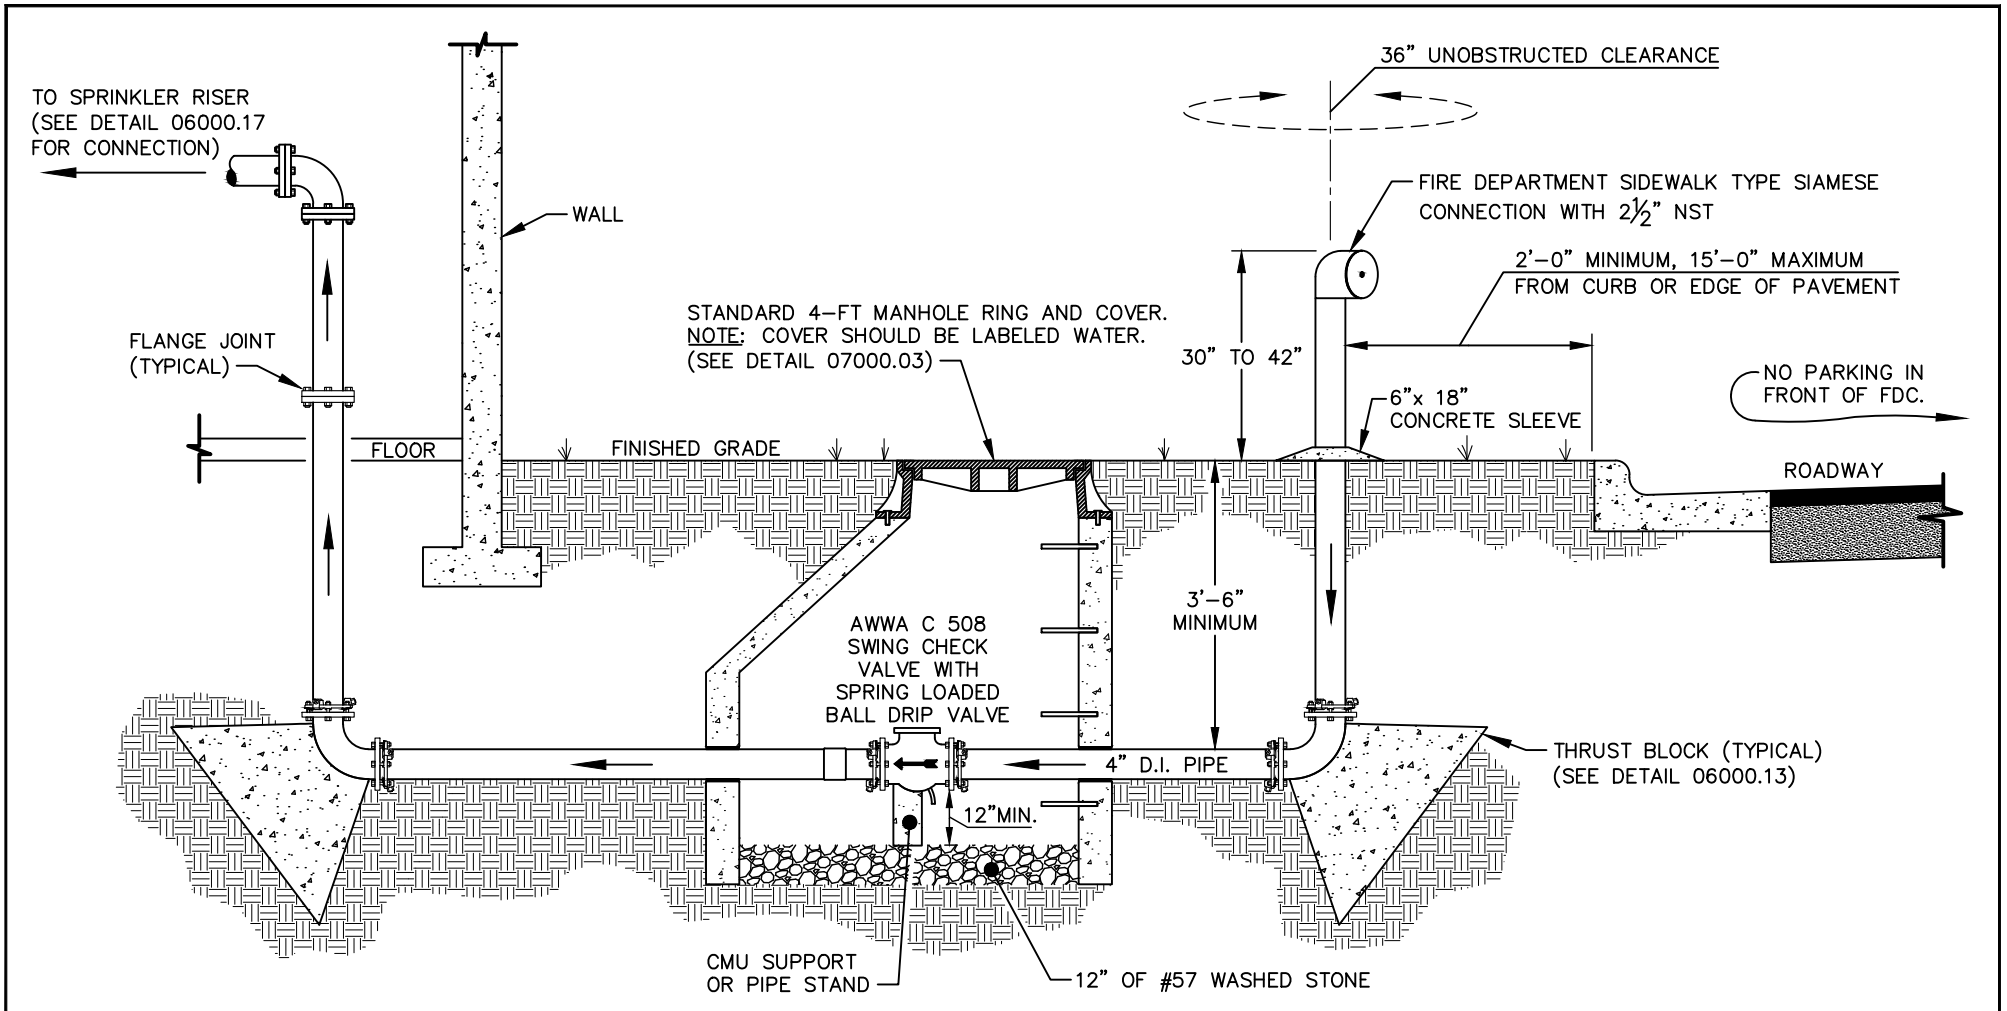 36” UNOBSTRUCTED CLEARANCE
TO SPRINKLER RISER
(SEE DETAIL 06000.17
FOR CONNECTION)
WALL
FIRE DEPARTMENT SIDEWALK TYPE SIAMESE
CONNECTION WITH 2½” NST
2’-0” MINIMUM, 15’-0” MAXIMUM
FROM CURB OR EDGE OF PAVEMENT
STANDARD 4-FT MANHOLE RING AND COVER.
NOTE: COVER SHOULD BE LABELED WATER.
(SEE DETAIL 07000.03)
FLANGE JOINT
(TYPICAL)
30” TO 42”
NO PARKING IN
FRONT OF FDC.
6”x 18”
CONCRETE SLEEVE
FLOOR
FINISHED GRADE
ROADWAY
3’-6”
MINIMUM
AWWA C 508
SWING CHECK
VALVE WITH
SPRING LOADED
BALL DRIP VALVE
4” D.I. PIPE
THRUST BLOCK (TYPICAL)
(SEE DETAIL 06000.13)
12”MIN.
CMU SUPPORT
OR PIPE STAND
12” OF #57 WASHED STONE